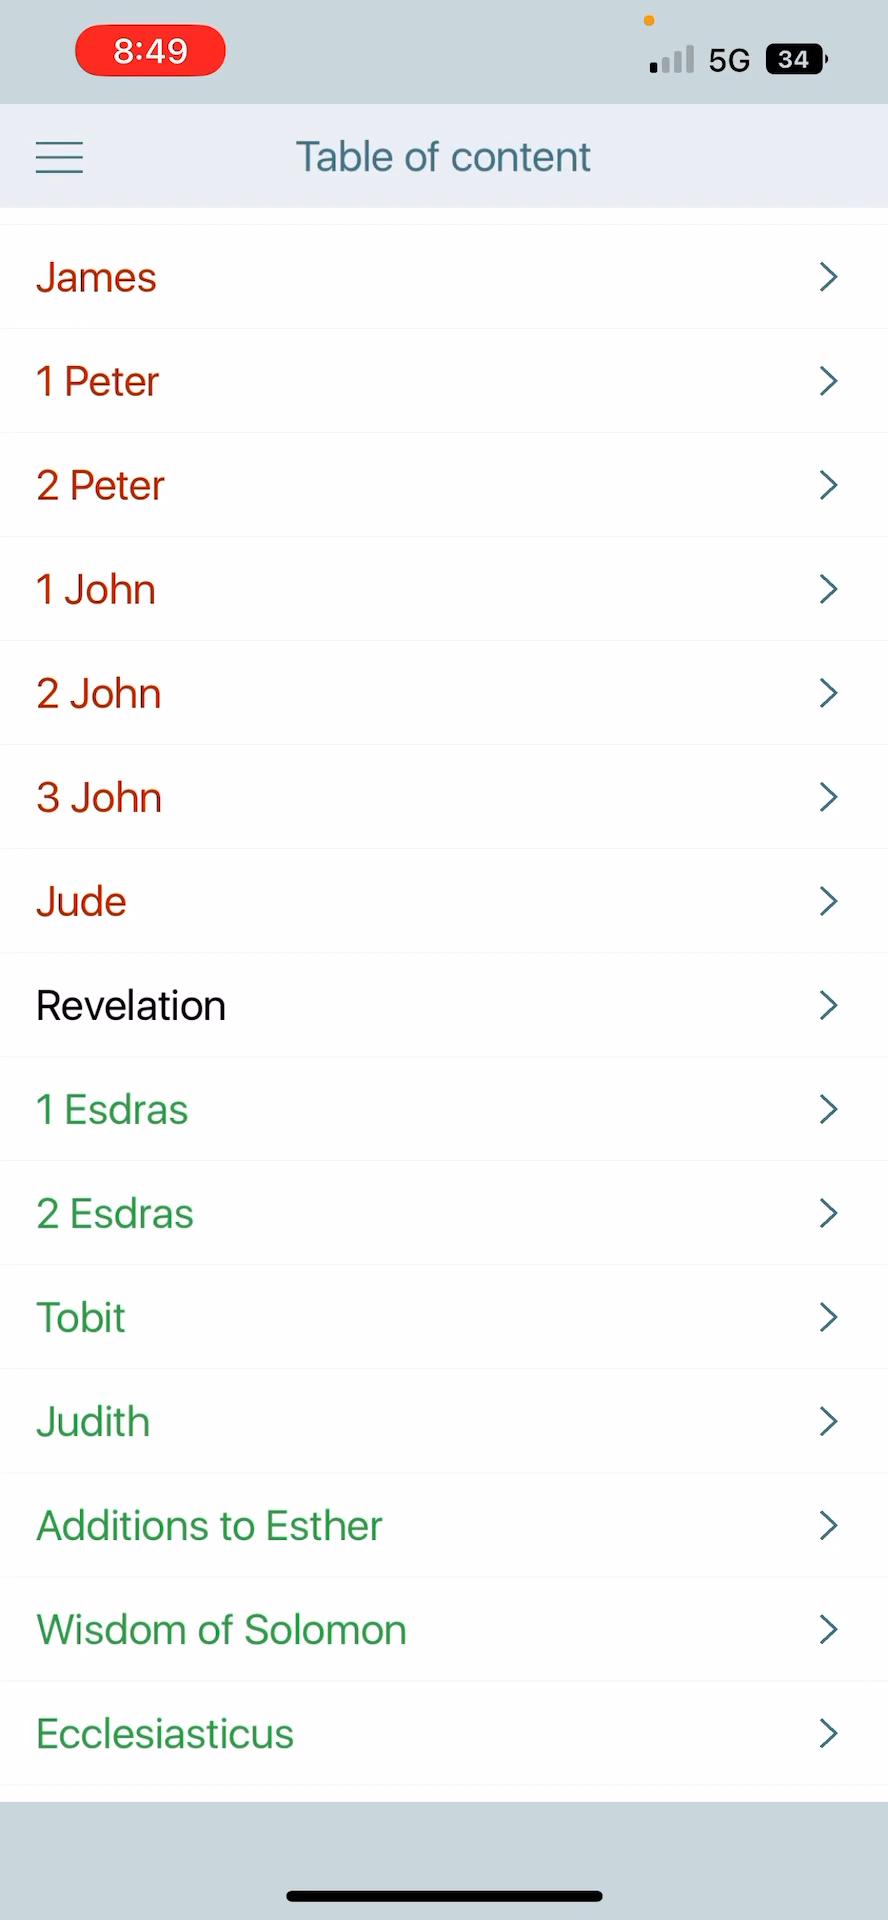 8:49
5G
34
Table of content
James
1 Peter
2 Peter
1 John
2 John
3 John
Jude
Revelation
1 Esdras
2 Esdras
Tobit
Judith
Additions to Esther
Wisdom of Solomon
Ecclesiasticus